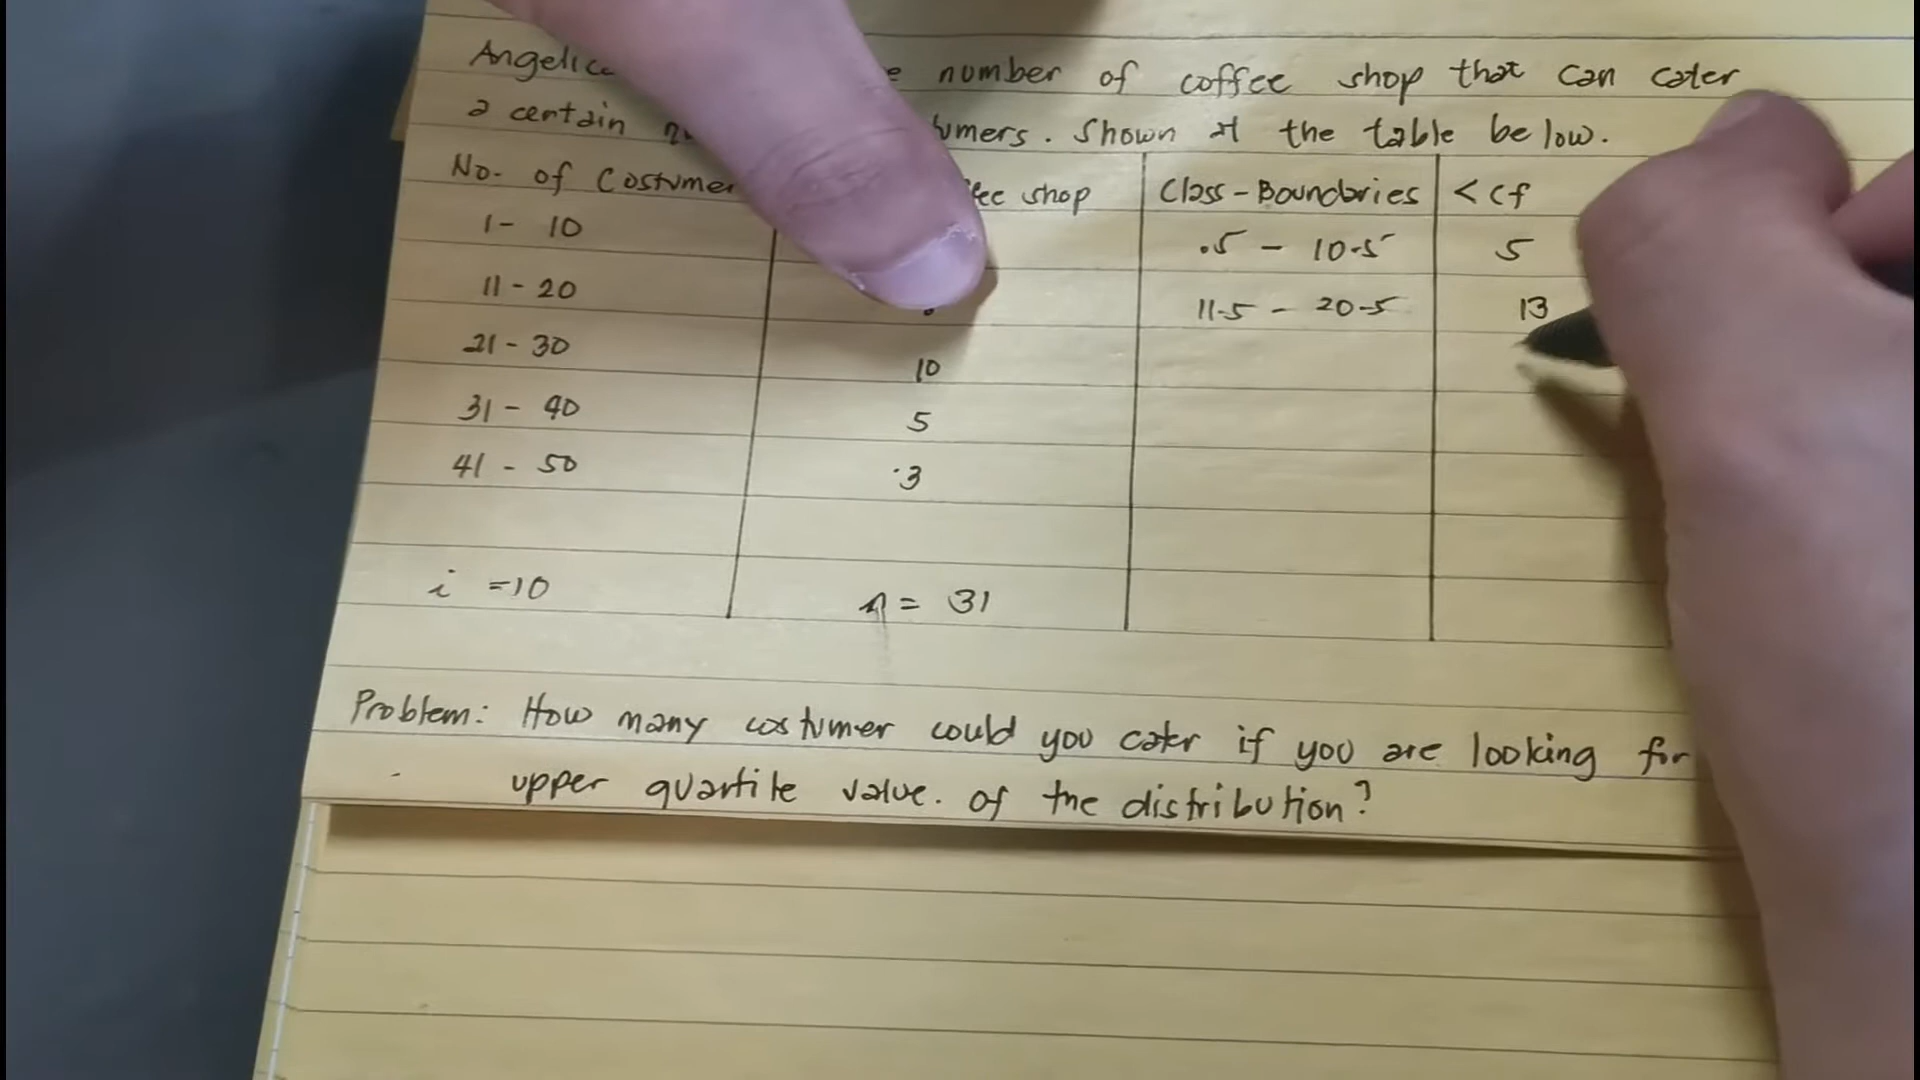 Angelica number of coffee shop that can cater
a certain Shown at the table below.
No. of Costumer shop Class-Boundaries <cf
1 - 10 .5 - 10.5 5
11 - 20 11.5 - 20.5 13
21 - 30 10
31 - 40 5
41 - 50 3
i = 10 n = 31
Problem: How many costumer could you cater if you are looking for
upper quartile value. of the distribution?